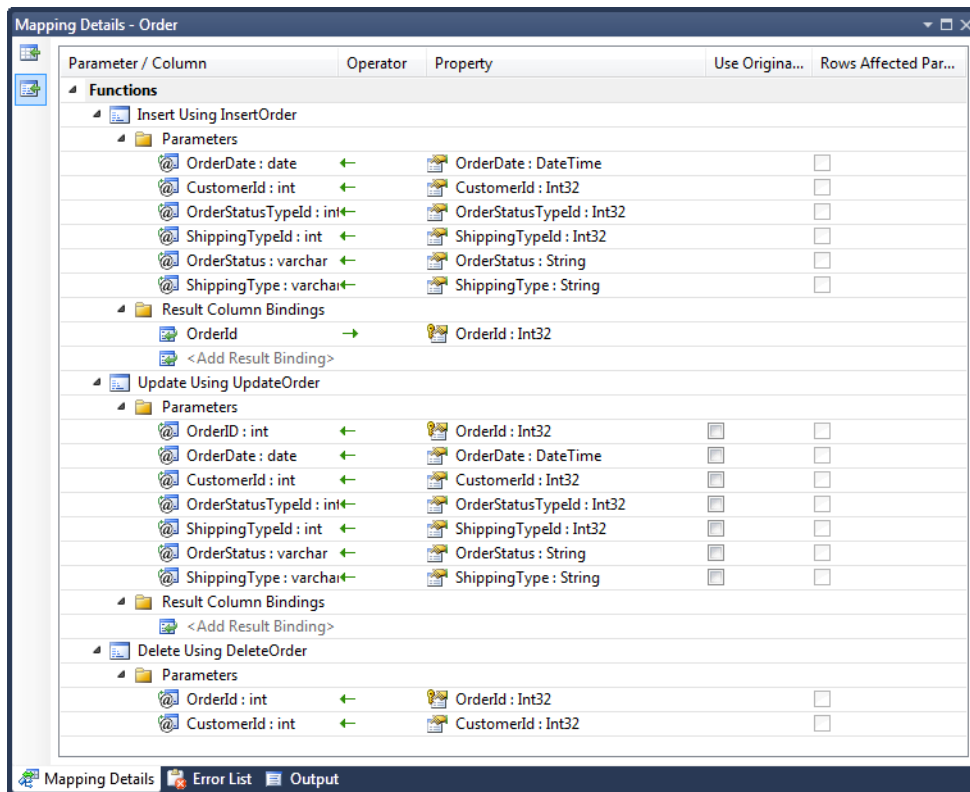 Mapping Details - Order
Parameter / Column Operator Property Use Origina... Rows Affected Par...
Functions
Insert Using InsertOrder
Parameters
OrderDate : date ← OrderDate : DateTime
CustomerId : int ← CustomerId : Int32
OrderStatusTypeId : int← OrderStatusTypeId : Int32
ShippingTypeId : int ← ShippingTypeId : Int32
OrderStatus : varchar ← OrderStatus : String
ShippingType : varchar← ShippingType : String
Result Column Bindings
OrderId → OrderId : Int32
<Add Result Binding>
Update Using UpdateOrder
Parameters
OrderID : int ← OrderId : Int32
OrderDate : date ← OrderDate : DateTime
CustomerId : int ← CustomerId : Int32
OrderStatusTypeId : int← OrderStatusTypeId : Int32
ShippingTypeId : int ← ShippingTypeId : Int32
OrderStatus : varchar ← OrderStatus : String
ShippingType : varchar← ShippingType : String
Result Column Bindings
<Add Result Binding>
Delete Using DeleteOrder
Parameters
OrderId : int ← OrderId : Int32
CustomerId : int ← CustomerId : Int32
Mapping Details Error List Output